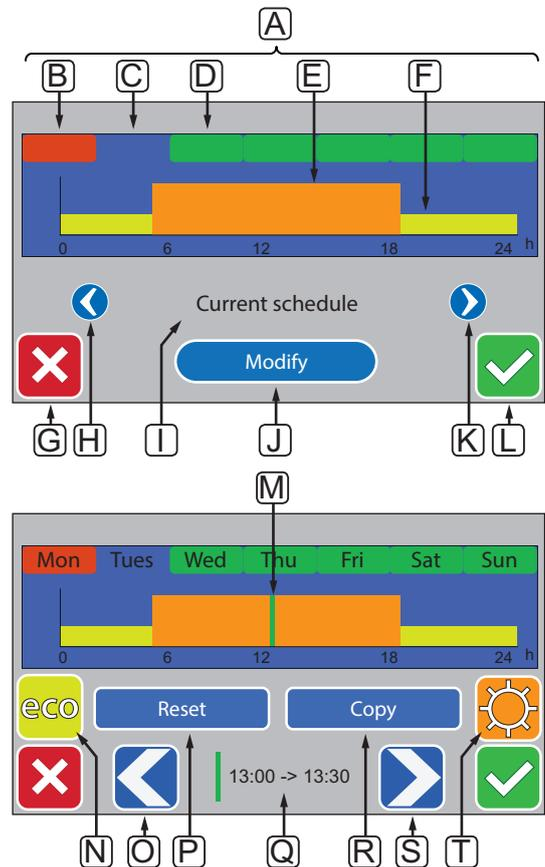 A
B C D E F
0 6 12 18 24 h
Current schedule
Modify
G H I J K L
M
Mon Tues Wed Thu Fri Sat Sun
0 6 12 18 24 h
eco Reset Copy
13:00 -> 13:30
N O P Q R S T